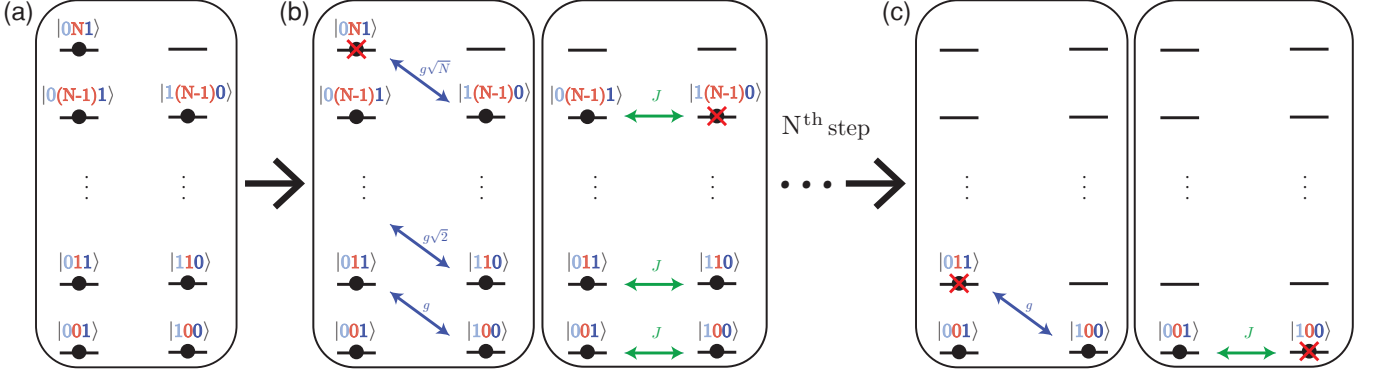 (a)
|0N1⟩
|0(N-1)1⟩ |1(N-1)0⟩
⋮ ⋮
|011⟩ |110⟩
|001⟩ |100⟩
(b)
|0N1⟩
g√N
|0(N-1)1⟩ |1(N-1)0⟩ |0(N-1)1⟩ J |1(N-1)0⟩
⋮ ⋮ ⋮ ⋮
g√2
|011⟩ |110⟩ |011⟩ J |110⟩
g
|001⟩ |100⟩ |001⟩ J |100⟩
Nᵗʰ step
(c)
⋮ ⋮ ⋮ ⋮
|011⟩
g
|001⟩ |100⟩ |001⟩ J |100⟩